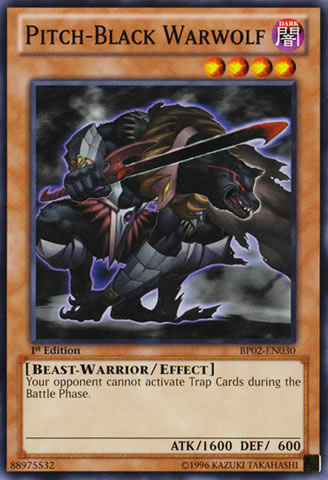 PITCH-BLACK WARWOLF
DARK
闇
1st Edition
BP02-EN030
[BEAST-WARRIOR/EFFECT]
Your opponent cannot activate Trap Cards during the
Battle Phase.
ATK/1600 DEF/ 600
88975532
©1996 KAZUKI TAKAHASHI